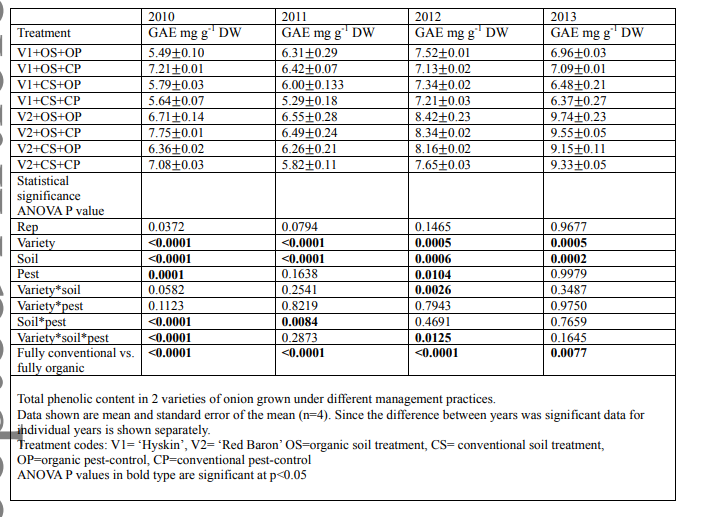 2010 2011 2012 2013
Treatment GAE mg g-1 DW GAE mg g-1 DW GAE mg g-1 DW GAE mg g-1 DW
V1+OS+OP 5.49±0.10 6.31±0.29 7.52±0.01 6.96±0.03
V1+OS+CP 7.21±0.01 6.42±0.07 7.13±0.02 7.09±0.01
V1+CS+OP 5.79±0.03 6.00±0.133 7.34±0.02 6.48±0.21
V1+CS+CP 5.64±0.07 5.29±0.18 7.21±0.03 6.37±0.27
V2+OS+OP 6.71±0.14 6.55±0.28 8.42±0.23 9.74±0.23
V2+OS+CP 7.75±0.01 6.49±0.24 8.34±0.02 9.55±0.05
V2+CS+OP 6.36±0.02 6.26±0.21 8.16±0.02 9.15±0.11
V2+CS+CP 7.08±0.03 5.82±0.11 7.65±0.03 9.33±0.05
Statistical
significance
ANOVA P value
Rep 0.0372 0.0794 0.1465 0.9677
Variety <0.0001 <0.0001 0.0005 0.0005
Soil <0.0001 <0.0001 0.0006 0.0002
Pest 0.0001 0.1638 0.0104 0.9979
Variety*soil 0.0582 0.2541 0.0026 0.3487
Variety*pest 0.1123 0.8219 0.7943 0.9750
Soil*pest <0.0001 0.0084 0.4691 0.7659
Variety*soil*pest <0.0001 0.2873 0.0125 0.1645
Fully conventional vs. <0.0001 <0.0001 <0.0001 0.0077
fully organic
Total phenolic content in 2 varieties of onion grown under different management practices.
Data shown are mean and standard error of the mean (n=4). Since the difference between years was significant data for
individual years is shown separately.
Treatment codes: V1= ‘Hyskin’, V2= ‘Red Baron’ OS=organic soil treatment, CS= conventional soil treatment,
OP=organic pest-control, CP=conventional pest-control
ANOVA P values in bold type are significant at p<0.05